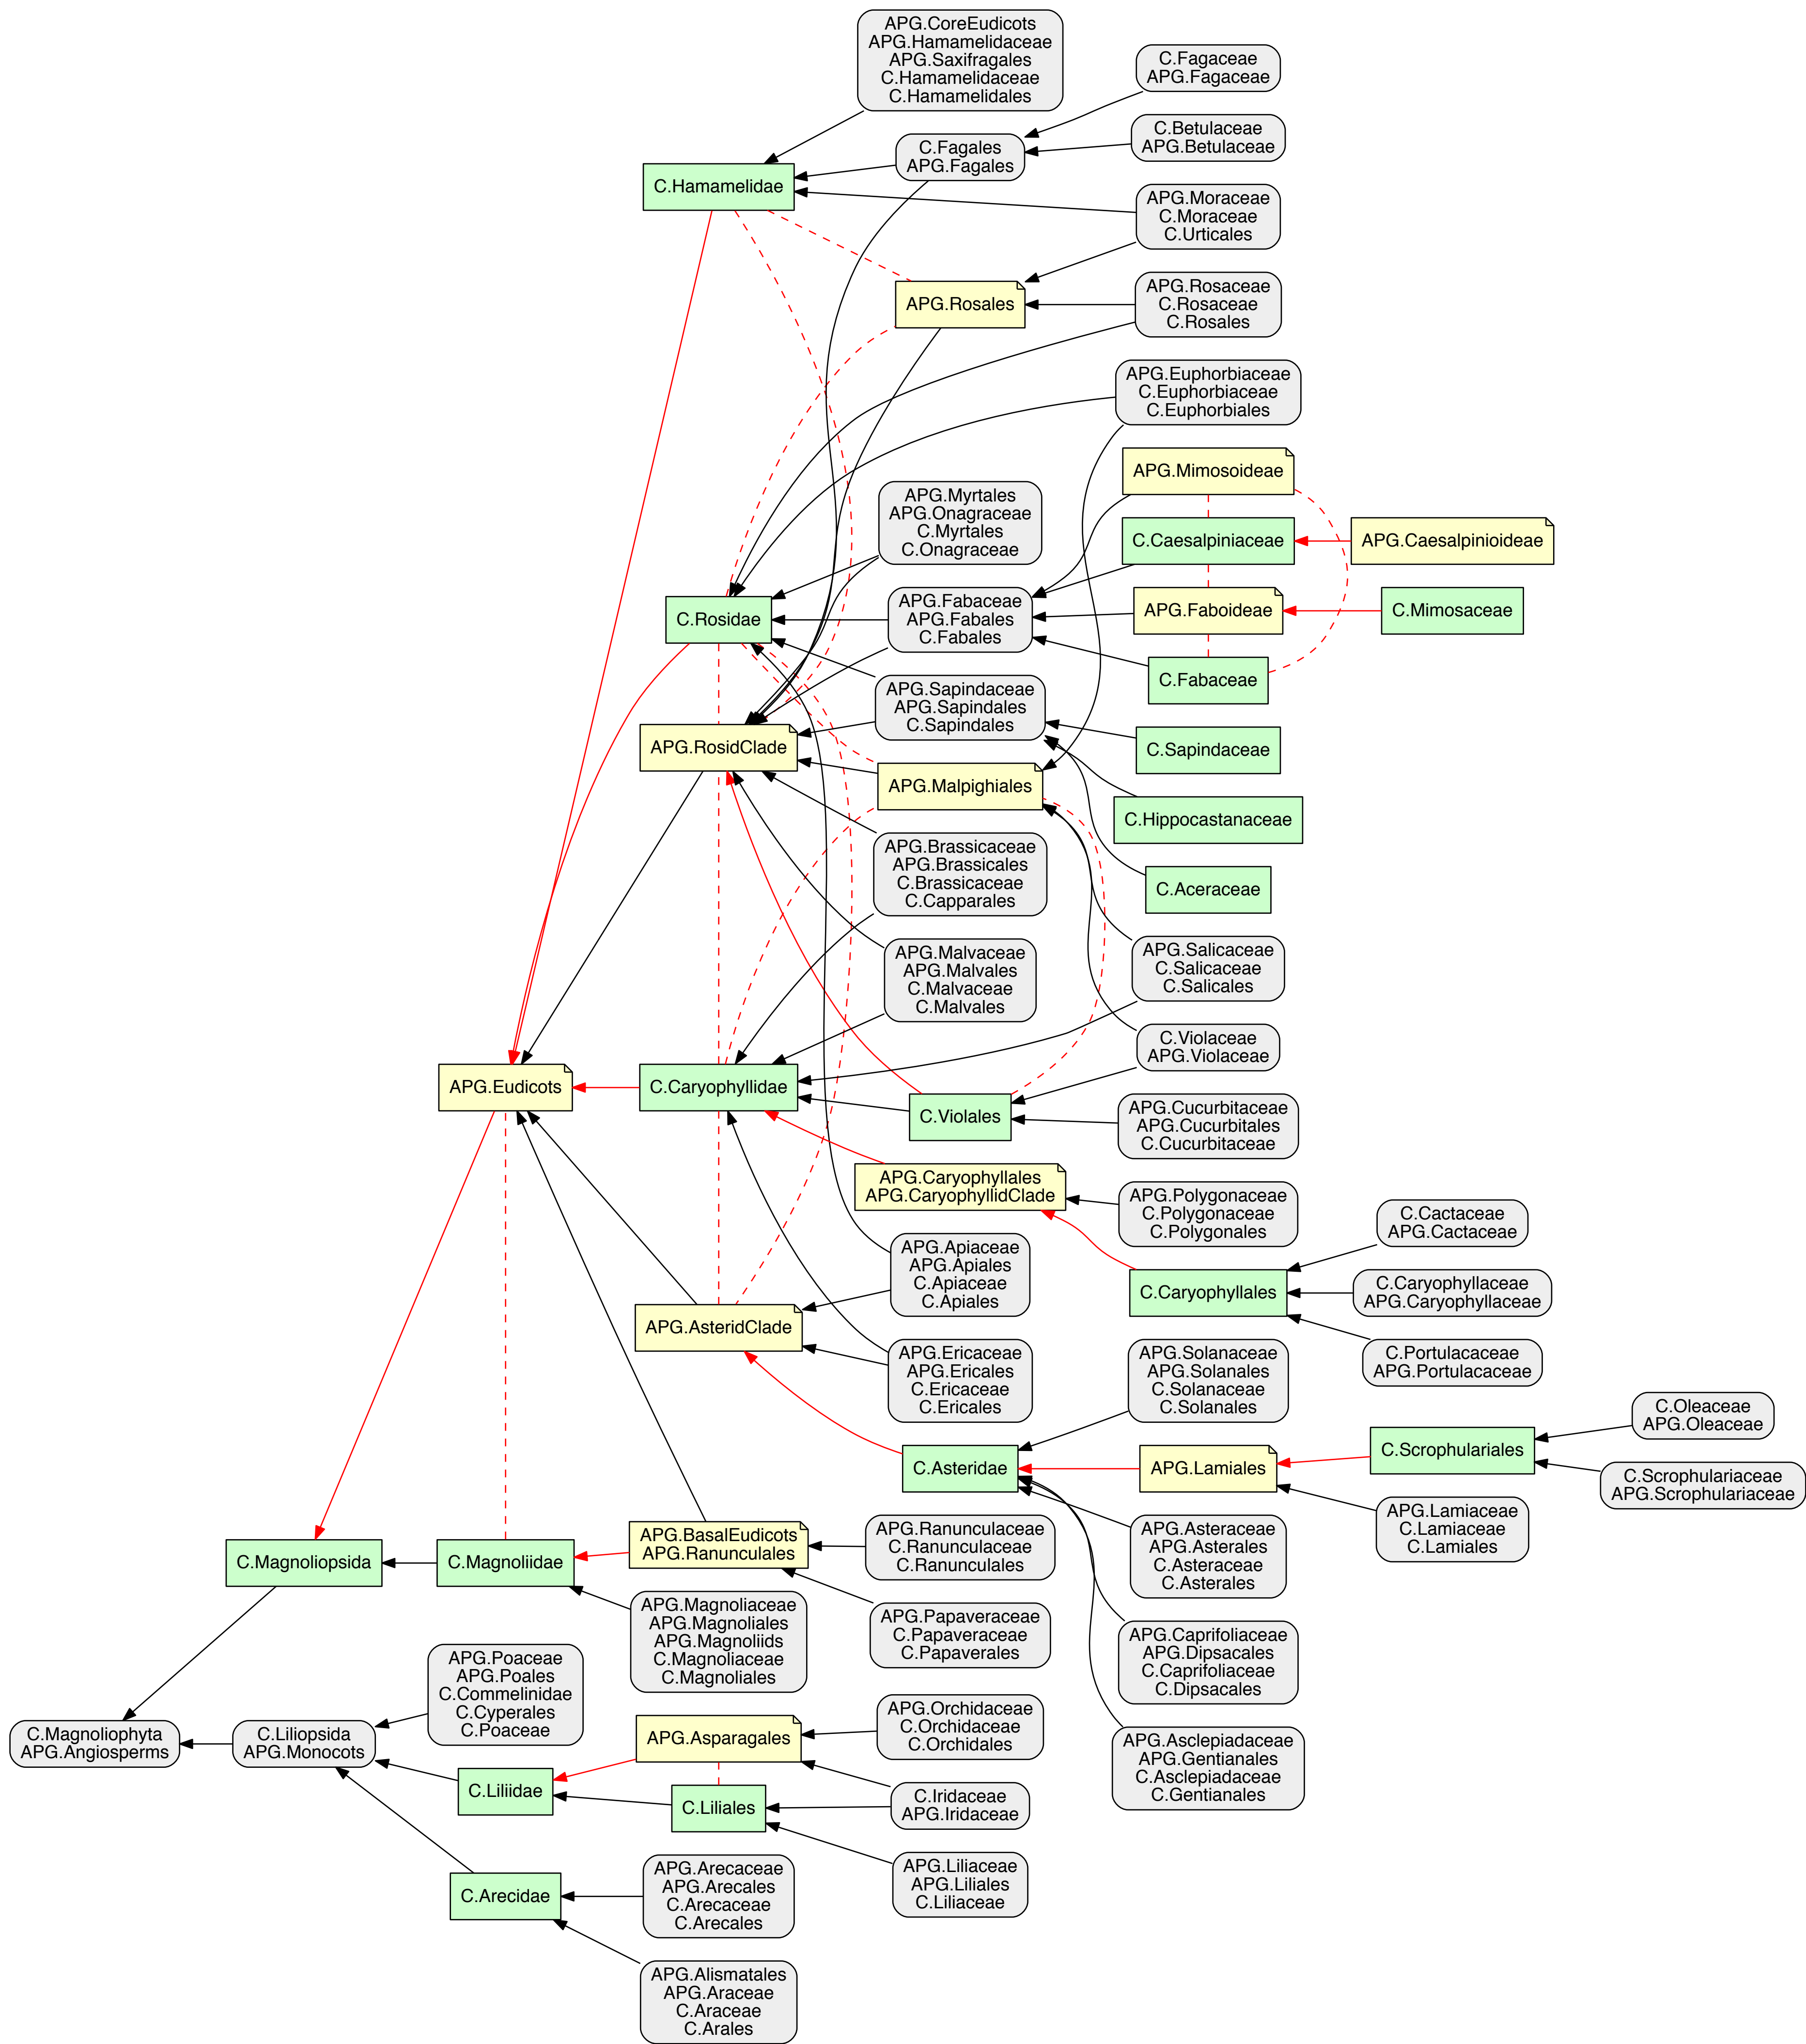 APG.CoreEudicots
APG.Hamamelidaceae
APG.Saxifragales
C.Hamamelidaceae
C.Hamamelidales
C.Fagaceae
APG.Fagaceae
C.Betulaceae
APG.Betulaceae
C.Fagales
APG.Fagales
C.Hamamelidae
APG.Moraceae
C.Moraceae
C.Urticales
APG.Rosales
APG.Rosaceae
C.Rosaceae
C.Rosales
APG.Euphorbiaceae
C.Euphorbiaceae
C.Euphorbiales
APG.Mimosoideae
APG.Myrtales
APG.Onagraceae
C.Myrtales
C.Onagraceae
C.Caesalpiniaceae
APG.Caesalpinioideae
C.Rosidae
APG.Fabaceae
APG.Fabales
C.Fabales
APG.Faboideae
C.Mimosaceae
C.Fabaceae
APG.Sapindaceae
APG.Sapindales
C.Sapindales
APG.RosidClade
C.Sapindaceae
APG.Malpighiales
C.Hippocastanaceae
APG.Brassicaceae
APG.Brassicales
C.Brassicaceae
C.Capparales
C.Aceraceae
APG.Malvaceae
APG.Malvales
C.Malvaceae
C.Malvales
APG.Salicaceae
C.Salicaceae
C.Salicales
C.Violaceae
APG.Violaceae
APG.Eudicots
C.Caryophyllidae
C.Violales
APG.Cucurbitaceae
APG.Cucurbitales
C.Cucurbitaceae
APG.Caryophyllales
APG.CaryophyllidClade
APG.Polygonaceae
C.Polygonaceae
C.Polygonales
C.Cactaceae
APG.Cactaceae
APG.Apiaceae
APG.Apiales
C.Apiaceae
C.Apiales
C.Caryophyllales
C.Caryophyllaceae
APG.Caryophyllaceae
APG.AsteridClade
C.Portulacaceae
APG.Portulacaceae
APG.Ericaceae
APG.Ericales
C.Ericaceae
C.Ericales
APG.Solanaceae
APG.Solanales
C.Solanaceae
C.Solanales
C.Oleaceae
APG.Oleaceae
C.Asteridae
APG.Lamiales
C.Scrophulariales
C.Scrophulariaceae
APG.Scrophulariaceae
APG.Lamiaceae
C.Lamiaceae
C.Lamiales
C.Magnoliopsida
C.Magnoliidae
APG.BasalEudicots
APG.Ranunculales
APG.Ranunculaceae
C.Ranunculaceae
C.Ranunculales
APG.Asteraceae
APG.Asterales
C.Asteraceae
C.Asterales
APG.Magnoliaceae
APG.Magnoliales
APG.Magnoliids
C.Magnoliaceae
C.Magnoliales
APG.Papaveraceae
C.Papaveraceae
C.Papaverales
APG.Caprifoliaceae
APG.Dipsacales
C.Caprifoliaceae
C.Dipsacales
APG.Poaceae
APG.Poales
C.Commelinidae
C.Cyperales
C.Poaceae
C.Magnoliophyta
APG.Angiosperms
C.Liliopsida
APG.Monocots
APG.Asparagales
APG.Orchidaceae
C.Orchidaceae
C.Orchidales
APG.Asclepiadaceae
APG.Gentianales
C.Asclepiadaceae
C.Gentianales
C.Liliidae
C.Liliales
C.Iridaceae
APG.Iridaceae
APG.Liliaceae
APG.Liliales
C.Liliaceae
C.Arecidae
APG.Arecaceae
APG.Arecales
C.Arecaceae
C.Arecales
APG.Alismatales
APG.Araceae
C.Araceae
C.Arales